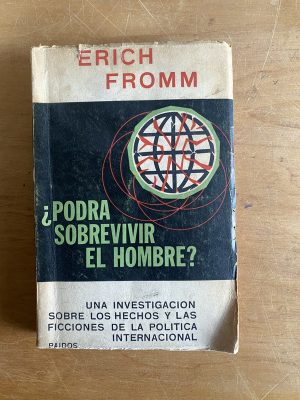 ERICH
FROMM
¿PODRA
SOBREVIVIR
EL HOMBRE?
UNA INVESTIGACION
SOBRE LOS HECHOS Y LAS
FICCIONES DE LA POLITICA
INTERNACIONAL
PAIDOS